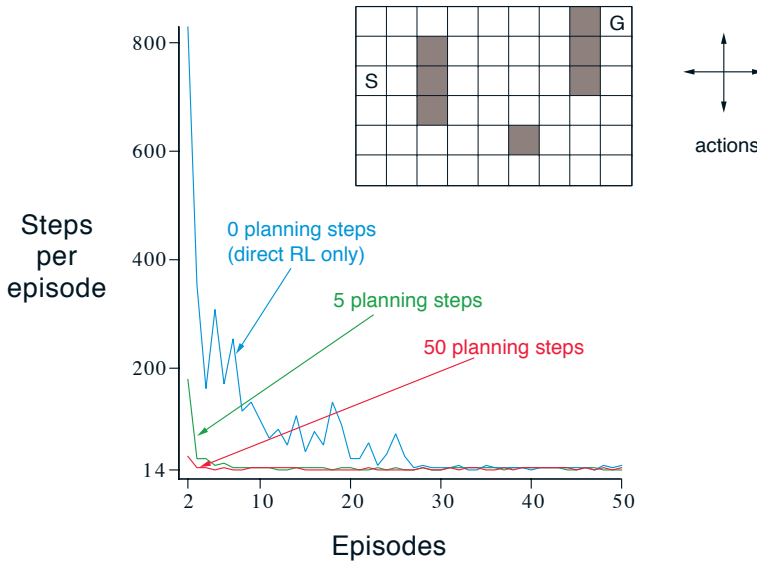 800
600
400
200
14
Steps
per
episode
G
S
actions
0 planning steps
(direct RL only)
5 planning steps
50 planning steps
2
10
20
30
40
50
Episodes